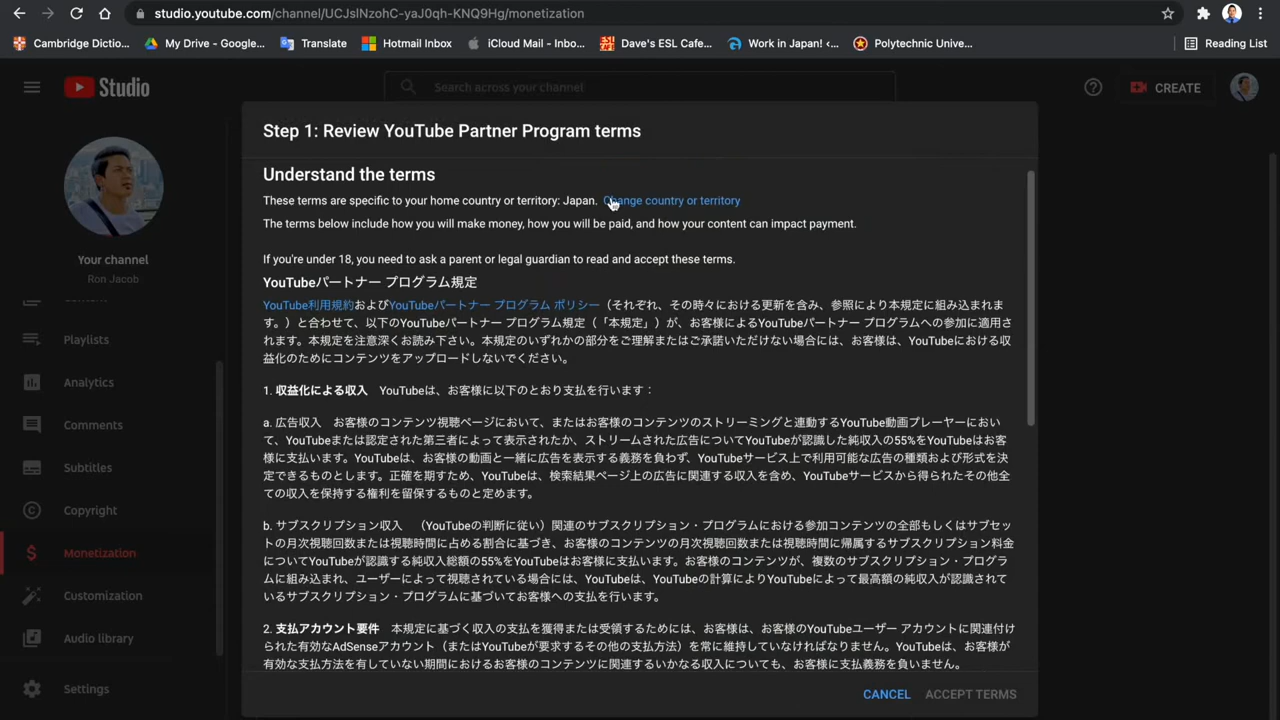 studio.youtube.com/channel/UCJslNzohC-yaJ0qh-KNQ9Hg/monetization
Cambridge Dictio...
My Drive – Google...
Translate
Hotmail Inbox
iCloud Mail - Inbo...
Dave's ESL Cafe...
Work in Japan! ‹...
Polytechnic Unive...
Reading List
Studio
Search across your channel
CREATE
Your channel
Ron Jacob
Content
Playlists
Analytics
Comments
Subtitles
Copyright
Monetization
Customization
Audio library
Settings
Step 1: Review YouTube Partner Program terms
Understand the terms
These terms are specific to your home country or territory: Japan. Change country or territory
The terms below include how you will make money, how you will be paid, and how your content can impact payment.
If you're under 18, you need to ask a parent or legal guardian to read and accept these terms.
YouTubeパートナー プログラム規定
YouTube利用規約およびYouTubeパートナー プログラム ポリシー（それぞれ、その時々における更新を含み、参照により本規定に組み込まれま
す。）と合わせて、以下のYouTubeパートナー プログラム規定（「本規定」）が、お客様によるYouTubeパートナー プログラムへの参加に適用さ
れます。本規定を注意深くお読み下さい。本規定のいずれかの部分をご理解またはご承諾いただけない場合には、お客様は、YouTubeにおける収
益化のためにコンテンツをアップロードしないでください。
1. 収益化による収入　YouTubeは、お客様に以下のとおり支払を行います：
a. 広告収入　お客様のコンテンツ視聴ページにおいて、またはお客様のコンテンツのストリーミングと連動するYouTube動画プレーヤーにおい
て、YouTubeまたは認定された第三者によって表示されたか、ストリームされた広告についてYouTubeが認識した純収入の55%をYouTubeはお客
様に支払います。YouTubeは、お客様の動画と一緒に広告を表示する義務を負わず、YouTubeサービス上で利用可能な広告の種類および形式を決
定できるものとします。正確を期すため、YouTubeは、検索結果ページ上の広告に関連する収入を含め、YouTubeサービスから得られたその他全
ての収入を保持する権利を留保するものと定めます。
b. サブスクリプション収入　（YouTubeの判断に従い）関連のサブスクリプション・プログラムにおける参加コンテンツの全部もしくはサブセッ
トの月次視聴回数または視聴時間に占める割合に基づき、お客様のコンテンツの月次視聴回数または視聴時間に帰属するサブスクリプション料金
についてYouTubeが認識する純収入総額の55%をYouTubeはお客様に支払います。お客様のコンテンツが、複数のサブスクリプション・プログラ
ムに組み込まれ、ユーザーによって視聴されている場合には、YouTubeは、YouTubeの計算によりYouTubeによって最高額の純収入が認識されて
いるサブスクリプション・プログラムに基づいてお客様への支払を行います。
2. 支払アカウント要件　本規定に基づく収入の支払を獲得または受領するためには、お客様は、お客様のYouTubeユーザー アカウントに関連付け
られた有効なAdSenseアカウント（またはYouTubeが要求するその他の支払方法）を常に維持していなければなりません。YouTubeは、お客様が
有効な支払方法を有していない期間におけるお客様のコンテンツに関連するいかなる収入についても、お客様に支払義務を負いません。
CANCEL
ACCEPT TERMS